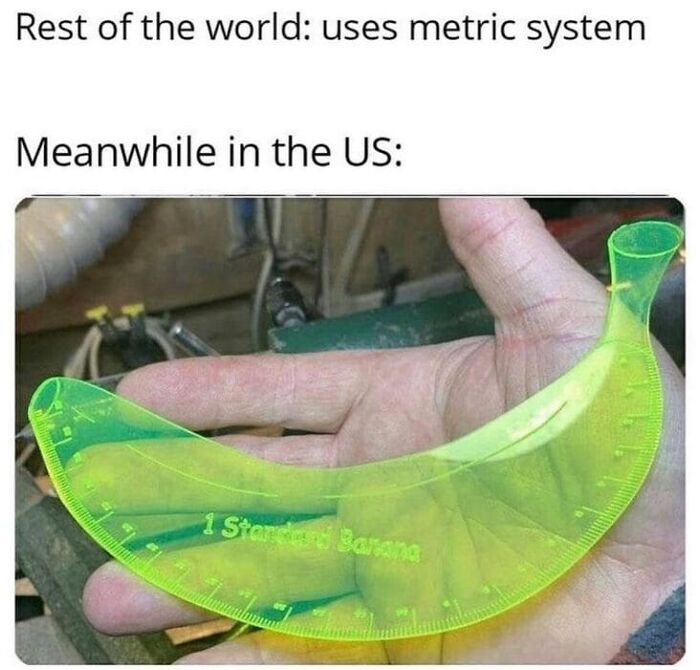 Rest of the world: uses metric system
Meanwhile in the US:
1 Standard Banana